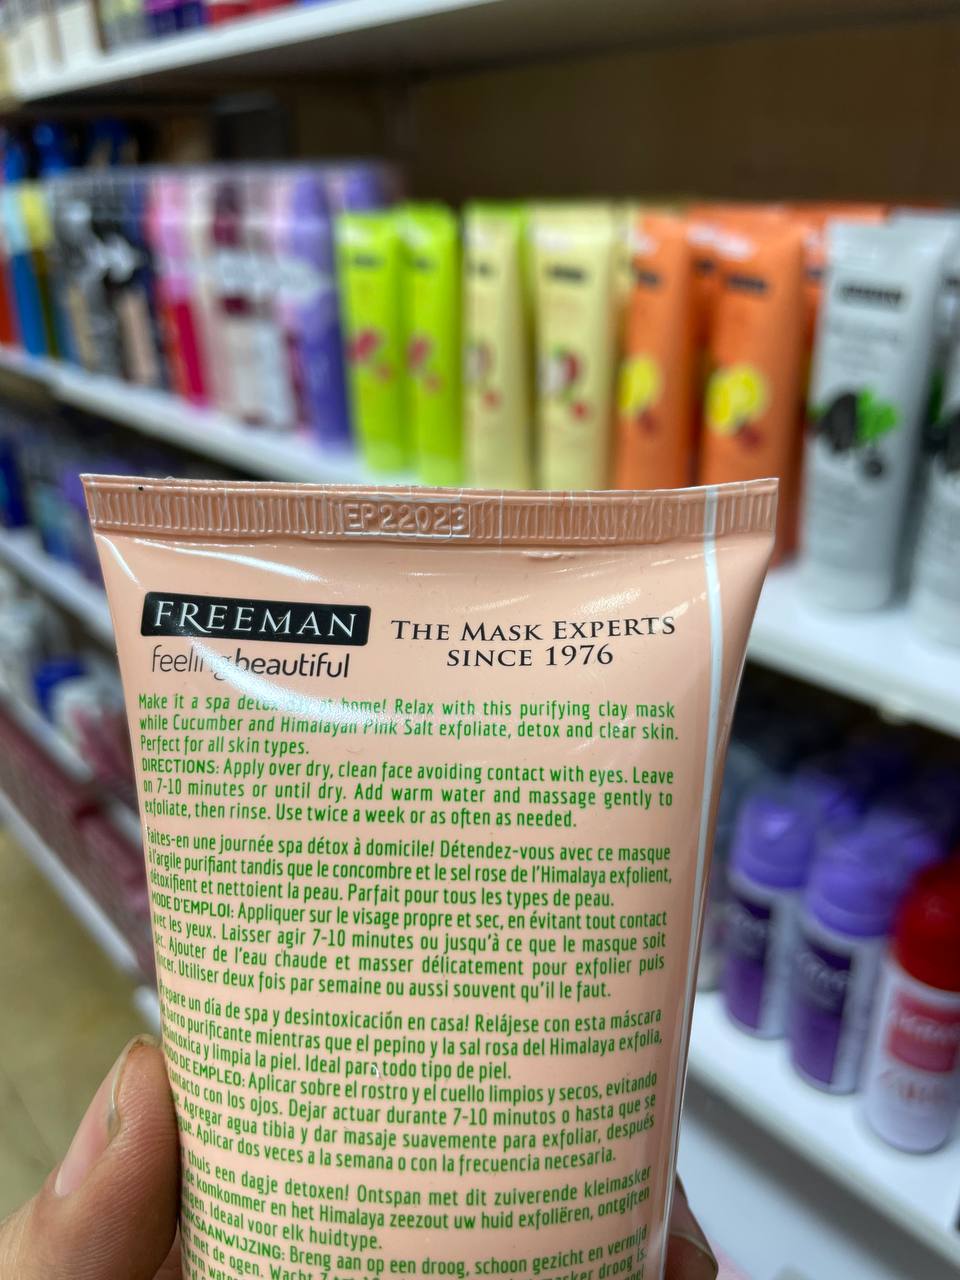 EP22023
FREEMAN
feelingbeautiful
THE MASK EXPERTS
SINCE 1976
Make it a spa detox at home! Relax with this purifying clay mask
while Cucumber and Himalayan Pink Salt exfoliate, detox and clear skin.
Perfect for all skin types.
DIRECTIONS: Apply over dry, clean face avoiding contact with eyes. Leave
on 7-10 minutes or until dry. Add warm water and massage gently to
exfoliate, then rinse. Use twice a week or as often as needed.
Faites-en une journée spa détox à domicile! Détendez-vous avec ce masque
à l'argile purifiant tandis que le concombre et le sel rose de l'Himalaya exfolient,
détoxifient et nettoient la peau. Parfait pour tous les types de peau.
MODE D'EMPLOI: Appliquer sur le visage propre et sec, en évitant tout contact
avec les yeux. Laisser agir 7-10 minutes ou jusqu'à ce que le masque soit
sec. Ajouter de l'eau chaude et masser délicatement pour exfolier puis
rincer. Utiliser deux fois par semaine ou aussi souvent qu'il le faut.
Prepare un día de spa y desintoxicación en casa! Relájese con esta máscara
de barro purificante mientras que el pepino y la sal rosa del Himalaya exfolia,
desintoxica y limpia la piel. Ideal para todo tipo de piel.
MODO DE EMPLEO: Aplicar sobre el rostro y el cuello limpios y secos, evitando
contacto con los ojos. Dejar actuar durante 7-10 minutos o hasta que se
Agregar agua tibia y dar masaje suavemente para exfoliar, después
Aplicar dos veces a la semana o con la frecuencia necesaria.
thuis een dagje detoxen! Ontspan met dit zuiverende kleimasker
de komkommer en het Himalaya zeezout uw huid exfoliëren, ontgiften
Ideaal voor elk huidtype.
Breng aan op een droog, schoon gezicht en vermijd
met de ogen. Wacht
droog is.